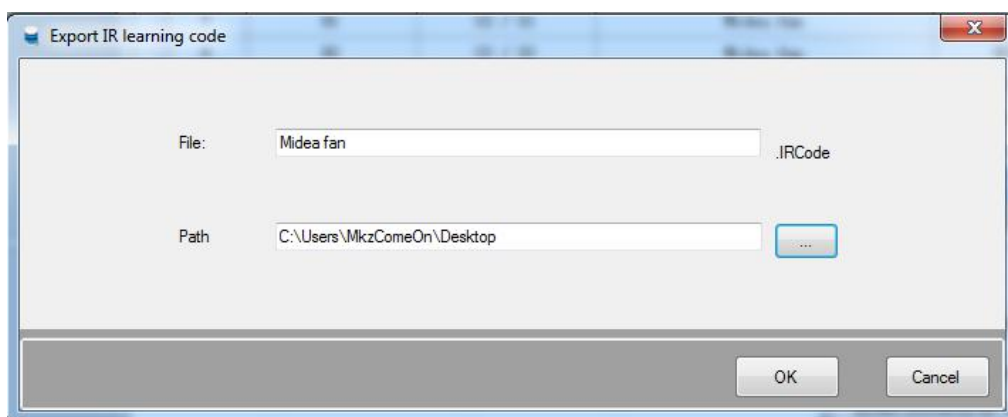 Export IR learning code
File:
Midea fan
.IRCode
Path
C:\Users\MkzComeOn\Desktop
...
OK
Cancel